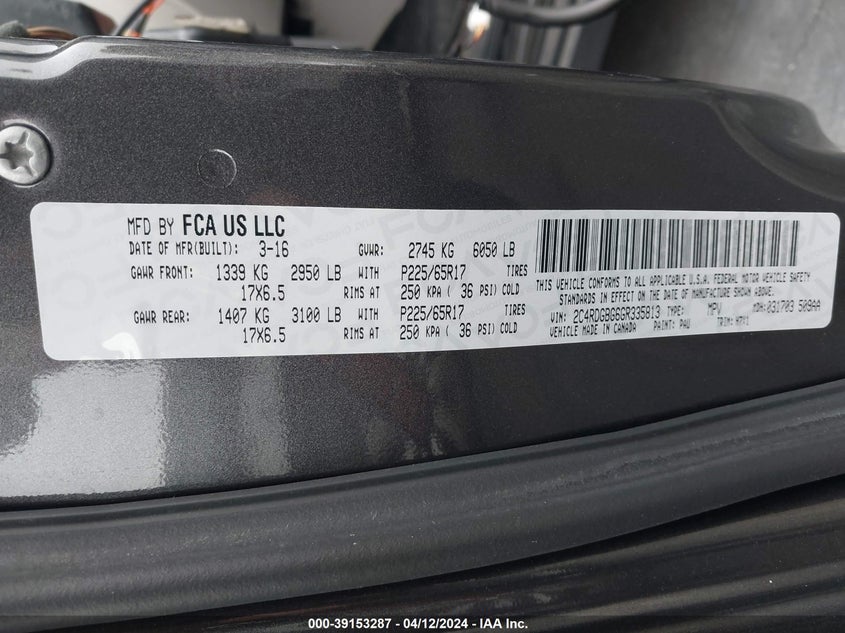 MFD BY FCA US LLC
DATE OF MFR(BUILT): 3-16 GVWR: 2745 KG 6050 LB
GAWR FRONT: 1339 KG 2950 LB WITH P225/65R17 TIRES
17X6.5 RIMS AT 250 KPA ( 36 PSI) COLD
GAWR REAR: 1407 KG 3100 LB WITH P225/65R17 TIRES
17X6.5 RIMS AT 250 KPA ( 36 PSI) COLD
THIS VEHICLE CONFORMS TO ALL APPLICABLE U.S.A. FEDERAL MOTOR VEHICLE SAFETY
STANDARDS IN EFFECT ON THE DATE OF MANUFACTURE SHOWN ABOVE.
VIN: 2C4RDGBG6GR335813 TYPE: MPV MDH:031703 509AA
VEHICLE MADE IN CANADA PAINT: PAU TRIM:
000-39153287 - 04/12/2024 - IAA Inc.